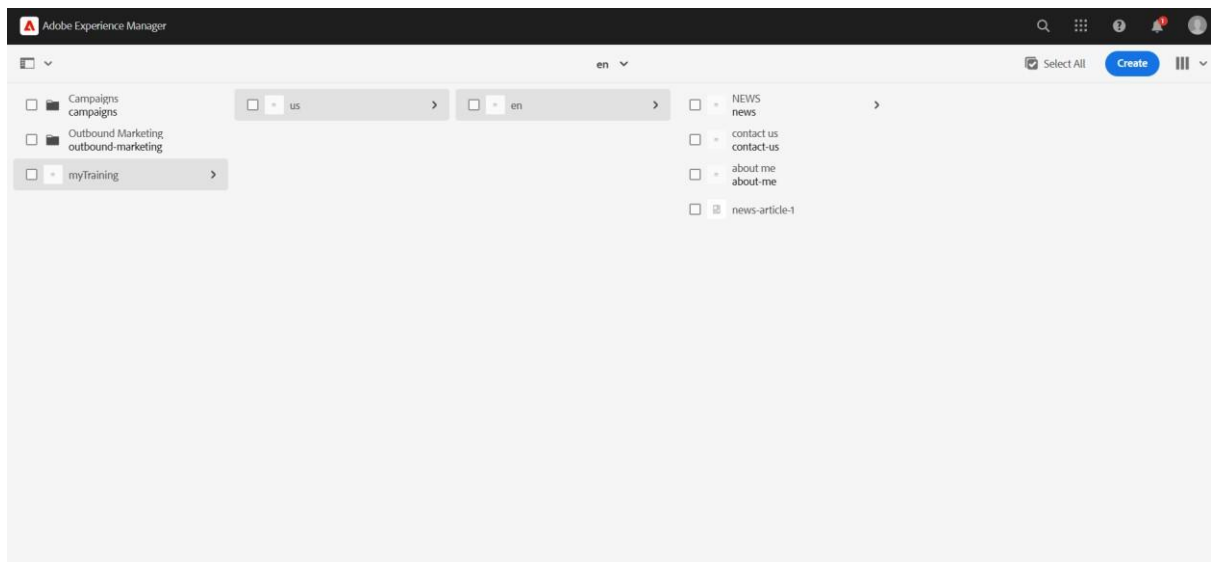 Adobe Experience Manager
1
en
Select All
Create
Campaigns
campaigns
Outbound Marketing
outbound-marketing
myTraining
us
en
NEWS
news
contact us
contact-us
about me
about-me
news-article-1